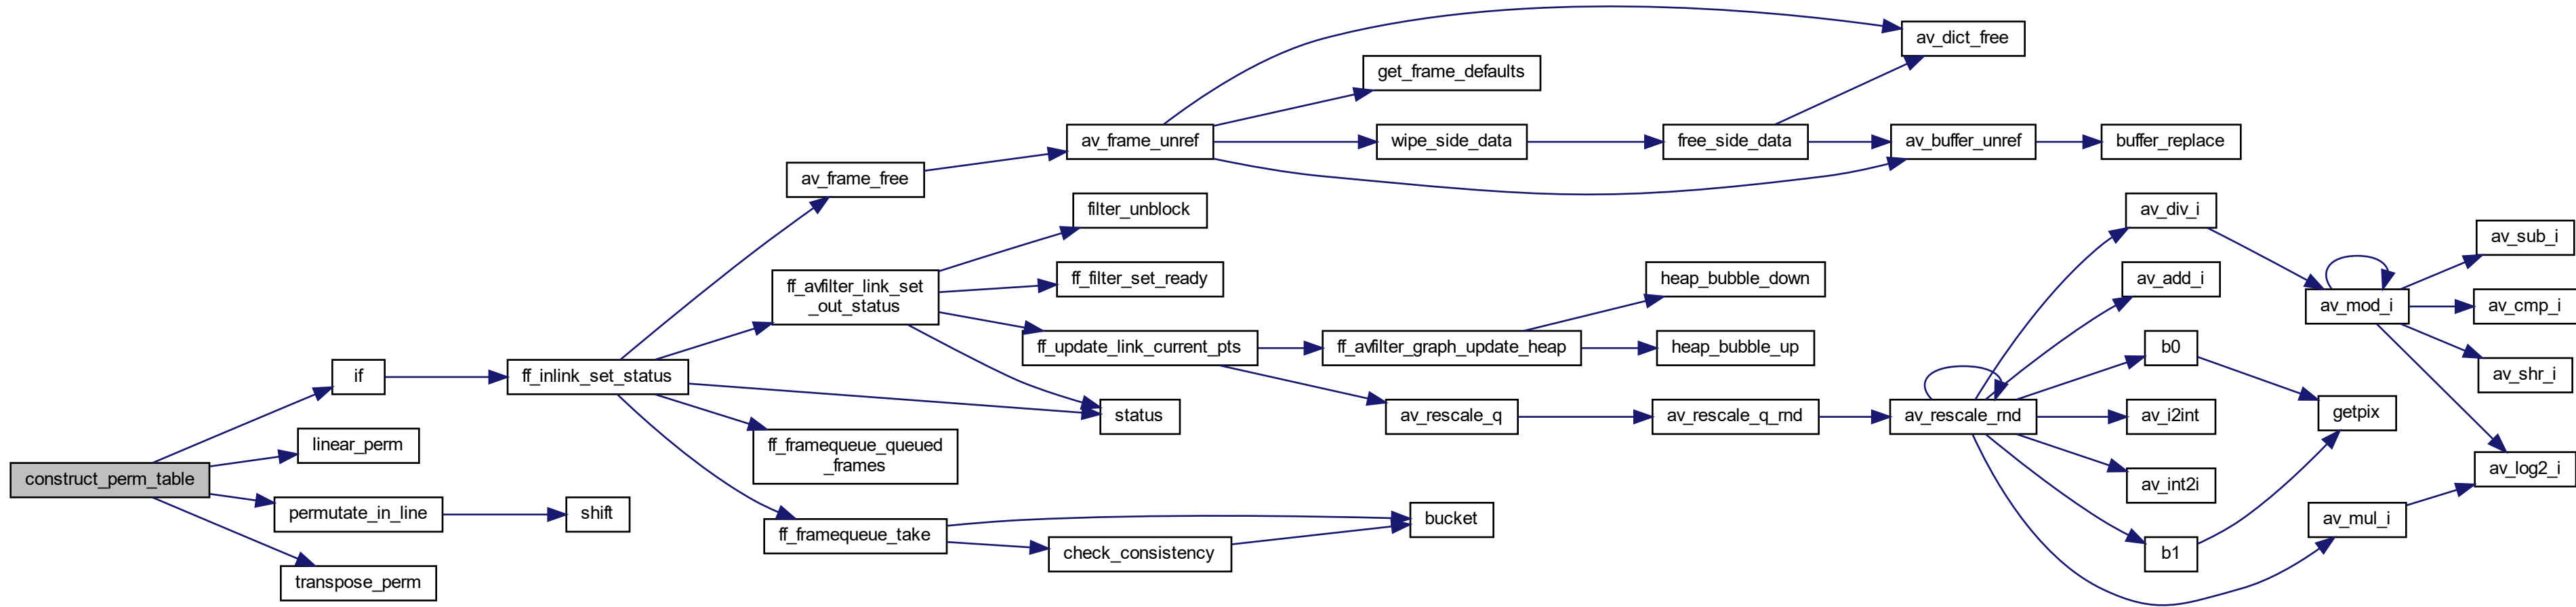 construct_perm_table
if
linear_perm
permutate_in_line
transpose_perm
shift
ff_inlink_set_status
av_frame_free
ff_avfilter_link_set
_out_status
ff_framequeue_queued
_frames
ff_framequeue_take
av_frame_unref
filter_unblock
ff_filter_set_ready
ff_update_link_current_pts
status
check_consistency
bucket
get_frame_defaults
wipe_side_data
ff_avfilter_graph_update_heap
av_rescale_q
free_side_data
heap_bubble_down
heap_bubble_up
av_rescale_q_rnd
av_dict_free
av_buffer_unref
buffer_replace
av_rescale_rnd
av_div_i
av_add_i
b0
av_i2int
av_int2i
b1
av_mod_i
getpix
av_mul_i
av_sub_i
av_cmp_i
av_shr_i
av_log2_i